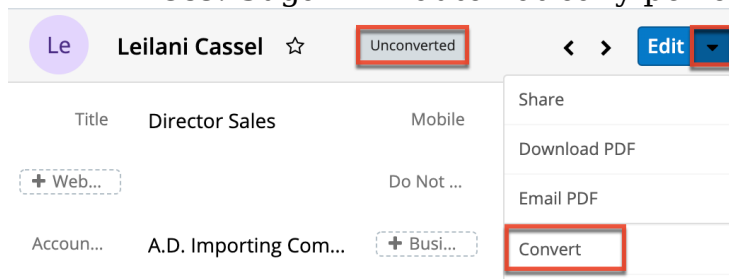 Le Leilani Cassel Unconverted Edit
Share
Title Director Sales Mobile
Download PDF
Web... Do Not ...
Email PDF
Accoun... A.D. Importing Com... Busi...
Convert